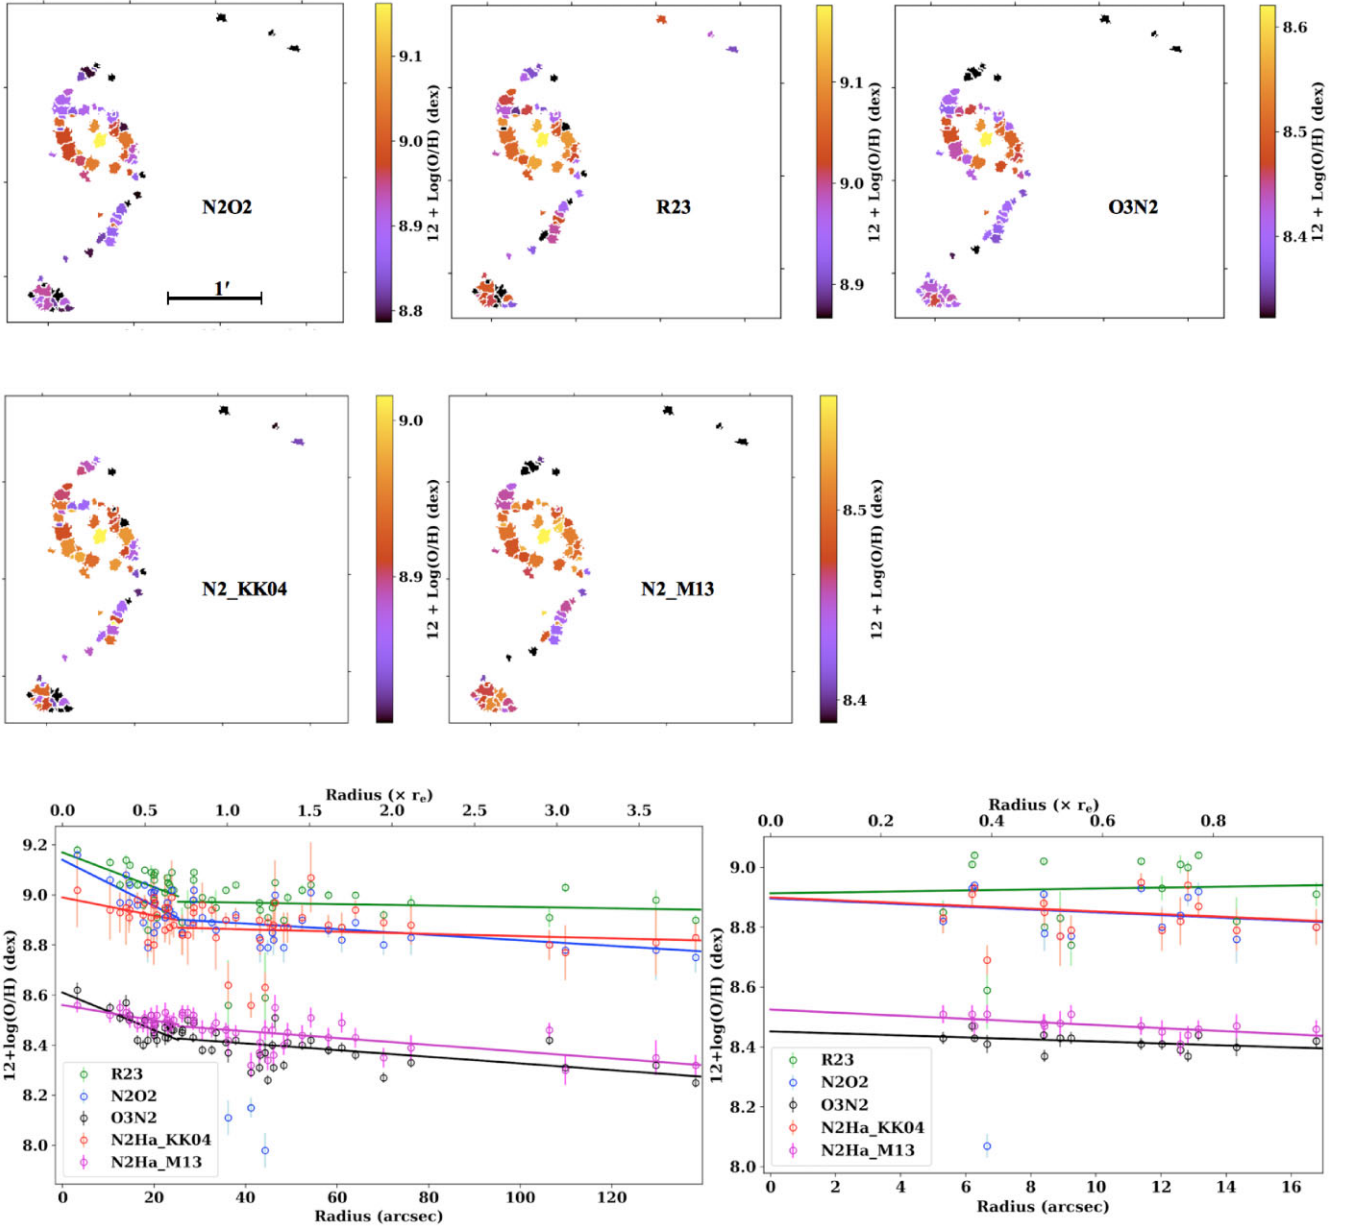 9.1
9.0
8.9
8.8
12 + Log(O/H) (dex)
N2O2
1′
9.1
9.0
8.9
12 + Log(O/H) (dex)
R23
8.6
8.5
8.4
12 + Log(O/H) (dex)
O3N2
9.0
8.9
12 + Log(O/H) (dex)
N2_KK04
8.5
8.4
12 + Log(O/H) (dex)
N2_M13
Radius (× rₑ)
0.0 0.5 1.0 1.5 2.0 2.5 3.0 3.5
9.2
9.0
8.8
8.6
8.4
8.2
8.0
12+log(O/H) (dex)
R23
N2O2
O3N2
N2Ha_KK04
N2Ha_M13
0 20 40 60 80 100 120
Radius (arcsec)
Radius (× rₑ)
0.0 0.2 0.4 0.6 0.8
9.0
8.8
8.6
8.4
8.2
8.0
12+log(O/H) (dex)
R23
N2O2
O3N2
N2Ha_KK04
N2Ha_M13
0 2 4 6 8 10 12 14 16
Radius (arcsec)